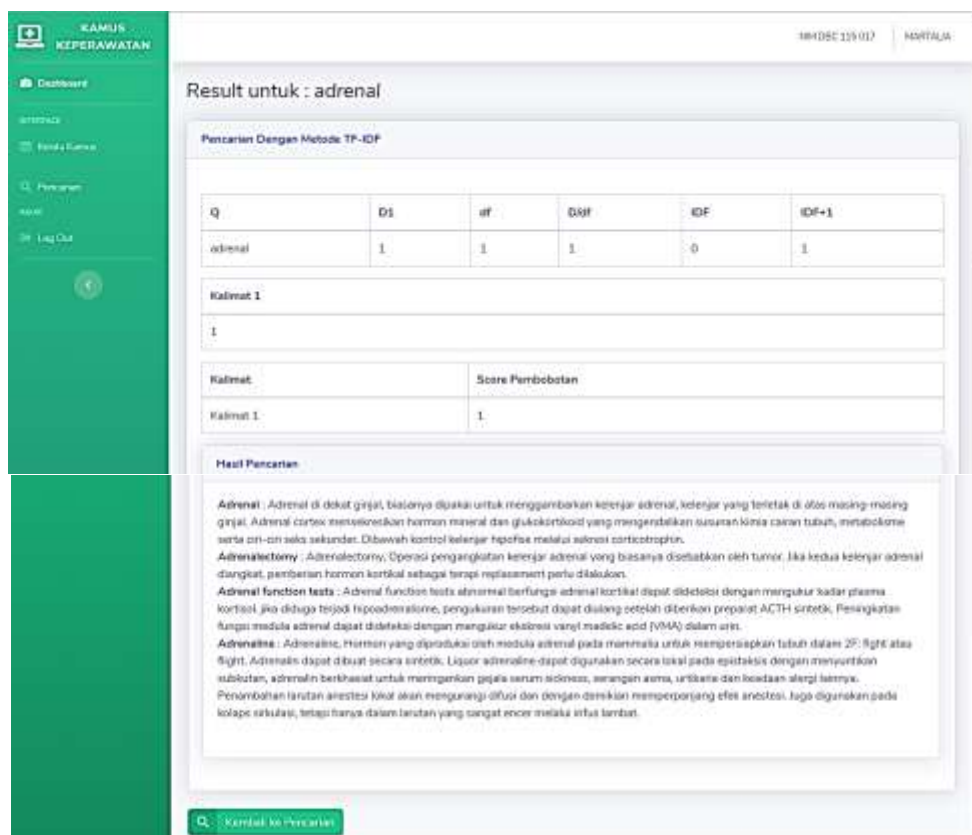 KAMUS
KEPERAWATAN
NIM DBC 115 017 MARTALIA
Dashboard
Result untuk : adrenal
INTERFACE
Pencarian Dengan Metode TF-IDF
Kelola Kamus
Pencarian
Q D1 df D/df IDF IDF+1
Log Out
adrenal 1 1 1 0 1
Kalimat 1
1
Kalimat Score Pembobotan
Kalimat 1 1
Hasil Pencarian
Adrenal : Adrenal di dekat ginjal, biasanya dipakai untuk menggambarkan kelenjar adrenal, kelenjar yang terletak di atas masing-masing
ginjal. Adrenal cortex mensekresikan hormon mineral dan glukokortikoid yang mengendalikan susunan kimia cairan tubuh, metabolisme
serta ciri-ciri seks sekunder. Dibawah kontrol kelenjar hipofise melalui sekresi corticotrophin.
Adrenalectomy : Adrenalectomy, Operasi pengangkatan kelenjar adrenal yang biasanya disebabkan oleh tumor. Jika kedua kelenjar adrenal
diangkat, pemberian hormon kortikal sebagai terapi replacement perlu dilakukan.
Adrenal function tests : Adrenal function tests abnormal berfungsi adrenal kortikal dapat dideteksi dengan mengukur kadar plasma
kortisol. jika diduga terjadi pengukuran tersebut dapat diulang setelah diberikan preparat ACTH sintetik. Peningkatan
fungsi medula adrenal dapat dideteksi dengan mengukur ekskresi vanyl madelic acid (VMA) dalam urin.
Adrenaline : Adrenaline, Hormon yang diproduksi oleh medula adrenal pada mammalia untuk mempersiapkan tubuh dalam 2F: fight atau
flight. Adrenalin dapat dibuat secara sintetik. Liquor adrenaline dapat digunakan secara lokal pada epistaksis dengan menyuntikan
subkutan, adrenalin berkhasiat untuk meringankan gejala serum sickness, serangan asma, urtikaria dan keadaan alergi lainnya.
Penambahan larutan anestesi lokal akan mengurangi difusi dan dengan demikian memperpanjang efek anestesi. Juga digunakan pada
kolaps sirkulasi, tetapi hanya dalam larutan yang sangat encer melalui infus lambat.
Kembali ke Pencarian